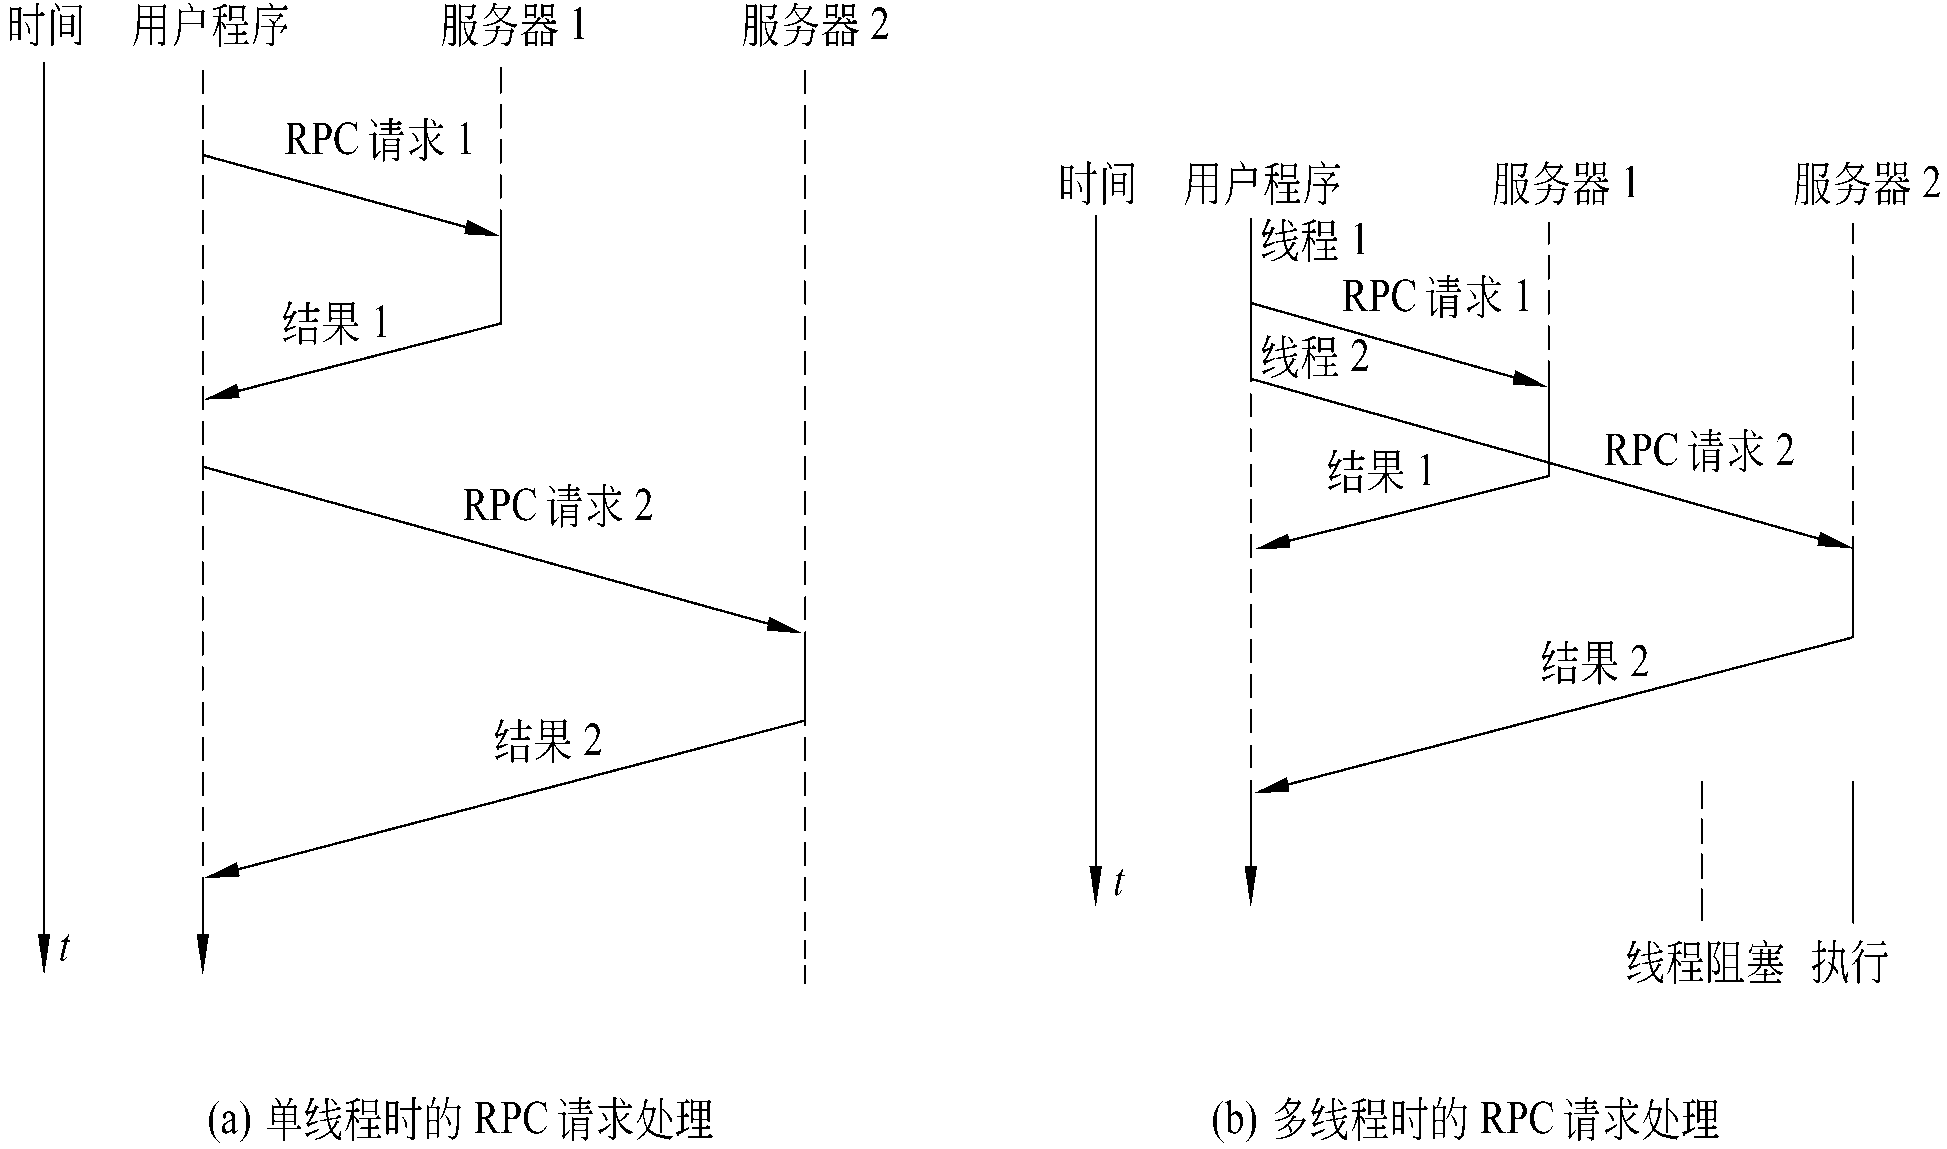 时间 用户程序 服务器 1 服务器 2
RPC 请求 1
结果 1
RPC 请求 2
结果 2
t
(a) 单线程时的 RPC 请求处理
时间 用户程序 服务器 1 服务器 2
线程 1
RPC 请求 1
线程 2
RPC 请求 2
结果 1
结果 2
t
线程阻塞 执行
(b) 多线程时的 RPC 请求处理